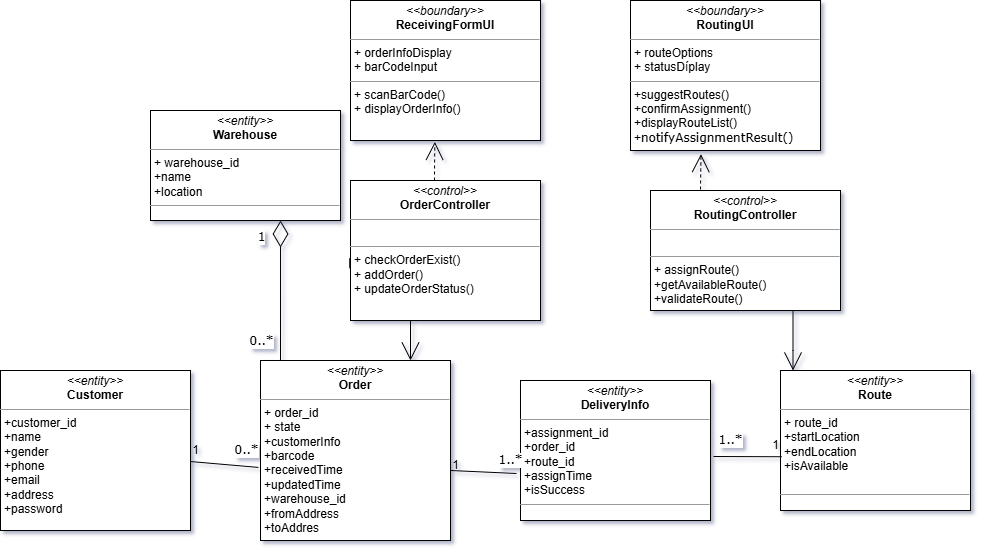 <<boundary>>
ReceivingFormUI
+ orderInfoDisplay
+ barCodeInput
+ scanBarCode()
+ displayOrderInfo()
<<boundary>>
RoutingUI
+ routeOptions
+ statusDíplay
+suggestRoutes()
+confirmAssignment()
+displayRouteList()
+notifyAssignmentResult()
<<entity>>
Warehouse
+ warehouse_id
+name
+location
<<control>>
OrderController
+ checkOrderExist()
+ addOrder()
+ updateOrderStatus()
<<control>>
RoutingController
+ assignRoute()
+getAvailableRoute()
+validateRoute()
1
0..*
<<entity>>
Customer
+customer_id
+name
+gender
+phone
+email
+address
+password
1
0..*
<<entity>>
Order
+ order_id
+ state
+customerInfo
+barcode
+receivedTime
+updatedTime
+warehouse_id
+fromAddress
+toAddres
1
1..*
<<entity>>
DeliveryInfo
+assignment_id
+order_id
+route_id
+assignTime
+isSuccess
1..*
1
<<entity>>
Route
+ route_id
+startLocation
+endLocation
+isAvailable